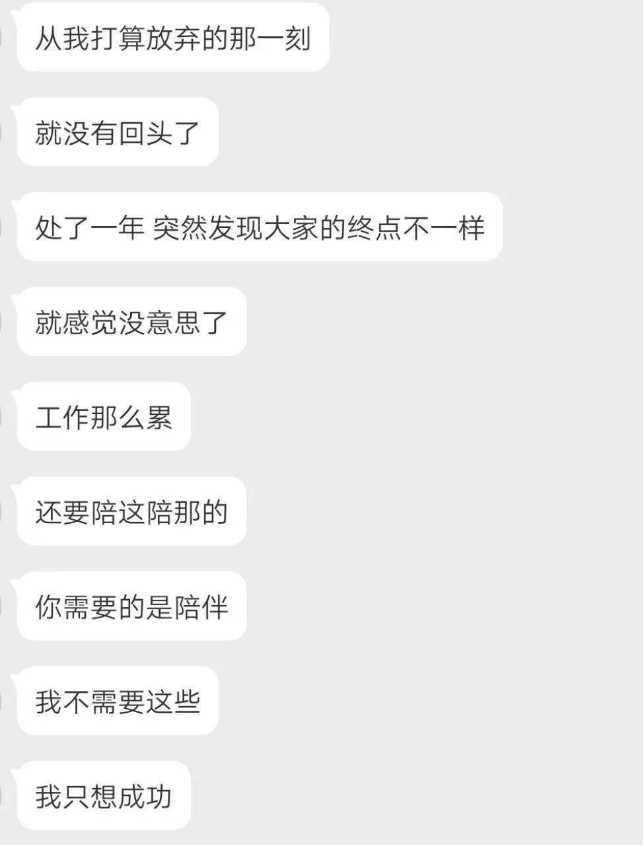 从我打算放弃的那一刻
就没有回头了
处了一年 突然发现大家的终点不一样
就感觉没意思了
工作那么累
还要陪这陪那的
你需要的是陪伴
我不需要这些
我只想成功